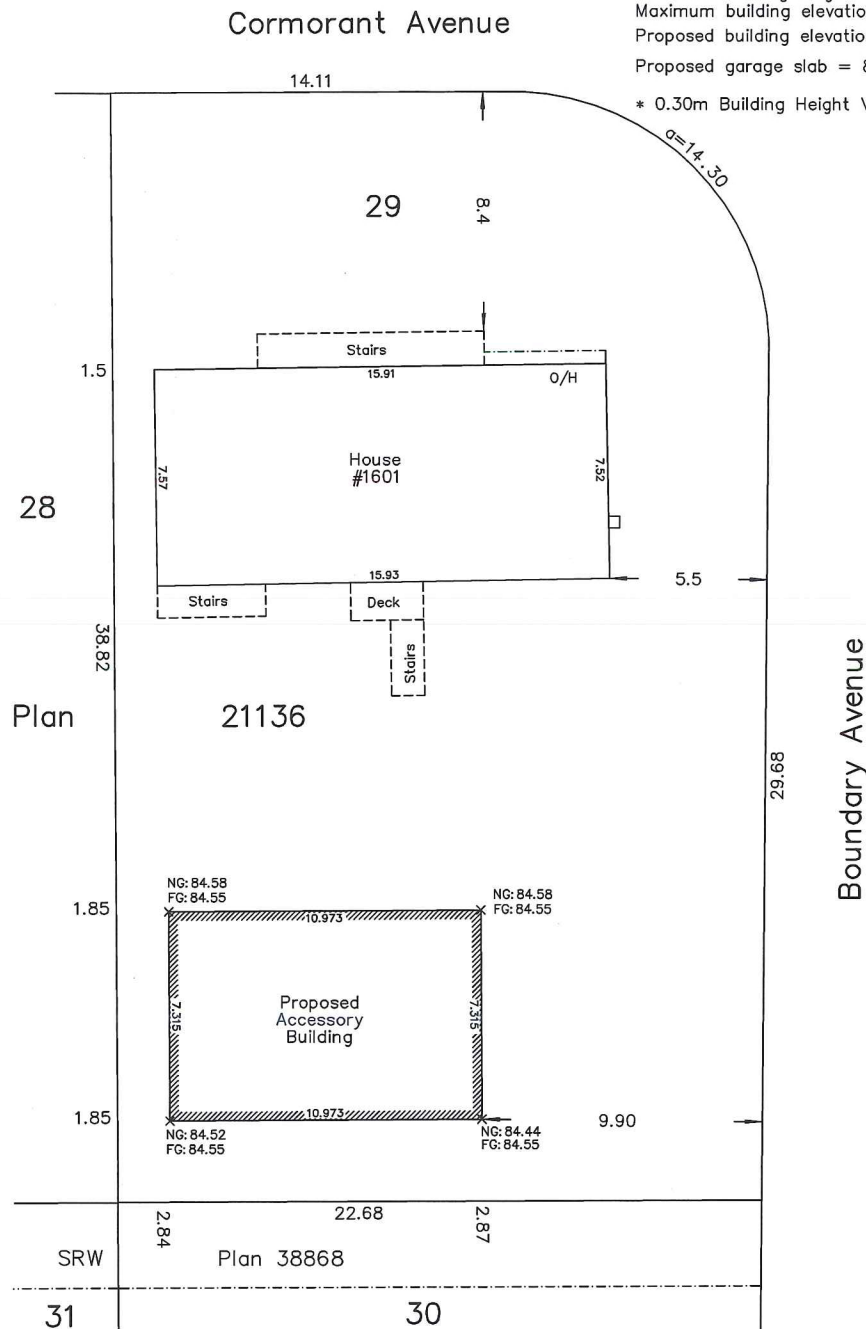 Cormorant Avenue
Maximum building elevatio
Proposed building elevatio
Proposed garage slab = 8
* 0.30m Building Height V
14.11
a=14.30
29
8.4
Stairs
1.5
15.91
O/H
House
#1601
7.57
7.52
28
15.93
5.5
Stairs
Deck
Stairs
38.82
Plan
21136
Boundary Avenue
29.68
NG: 84.58
FG: 84.55
NG: 84.58
FG: 84.55
1.85
10.973
7.315
Proposed
Accessory
Building
7.315
1.85
10.973
NG: 84.52
FG: 84.55
NG: 84.44
FG: 84.55
9.90
2.84
22.68
2.87
SRW
Plan 38868
31
30